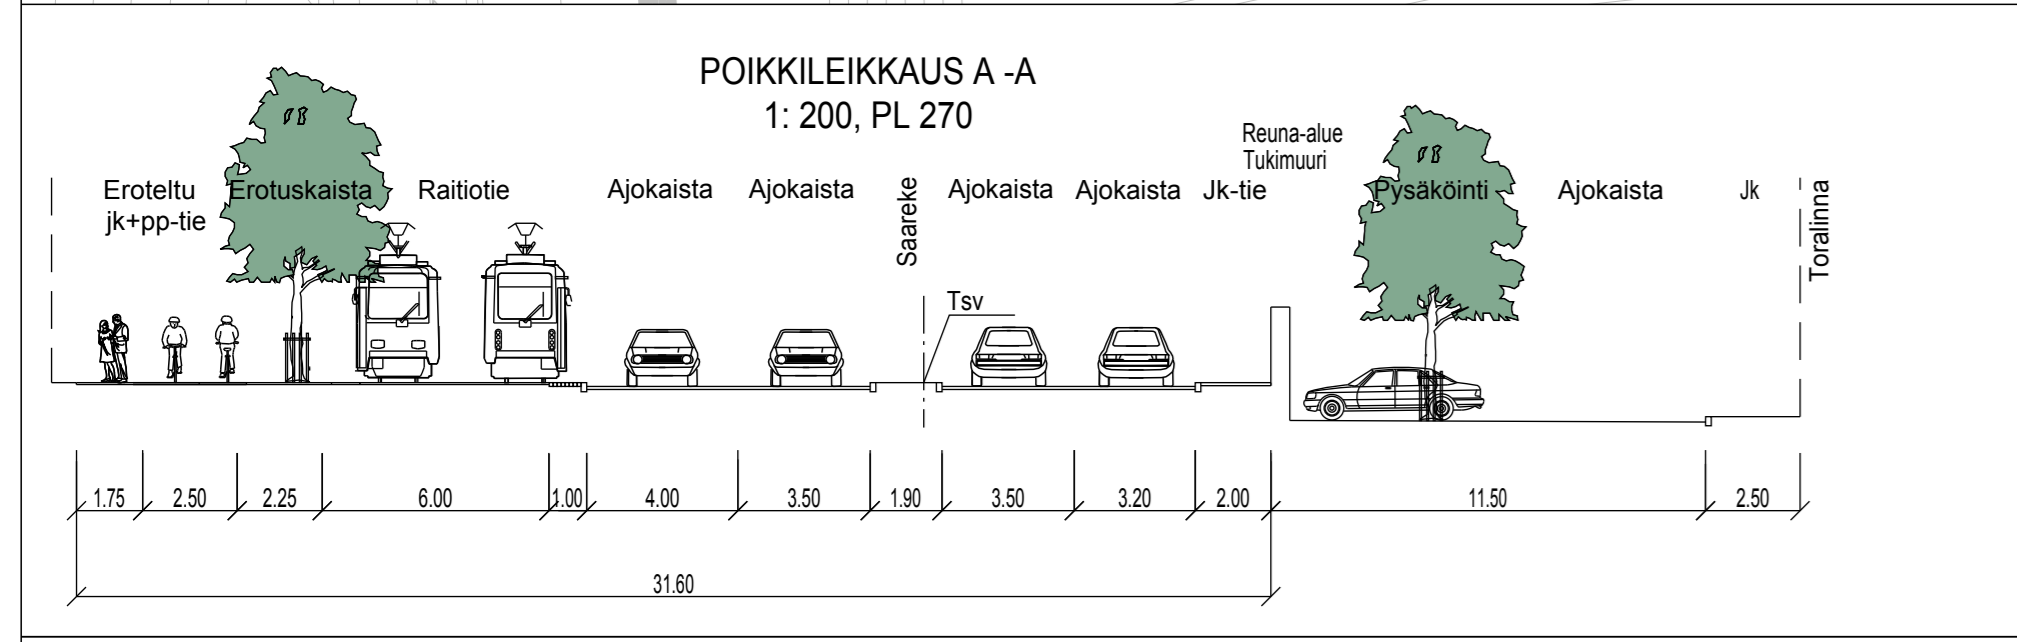 POIKKILEIKKAUS A -A
1: 200, PL 270
Eroteltu
jk+pp-tie
Erotuskaista
Raitiotie
Ajokaista
Ajokaista
Saareke
Ajokaista
Ajokaista
Jk-tie
Reuna-alue
Tukimuuri
Pysäköinti
Ajokaista
Jk
Toralinna
Tsv
1.75 2.50 2.25 6.00 1.00 4.00 3.50 1.90 3.50 3.20 2.00 11.50 2.50
31.60